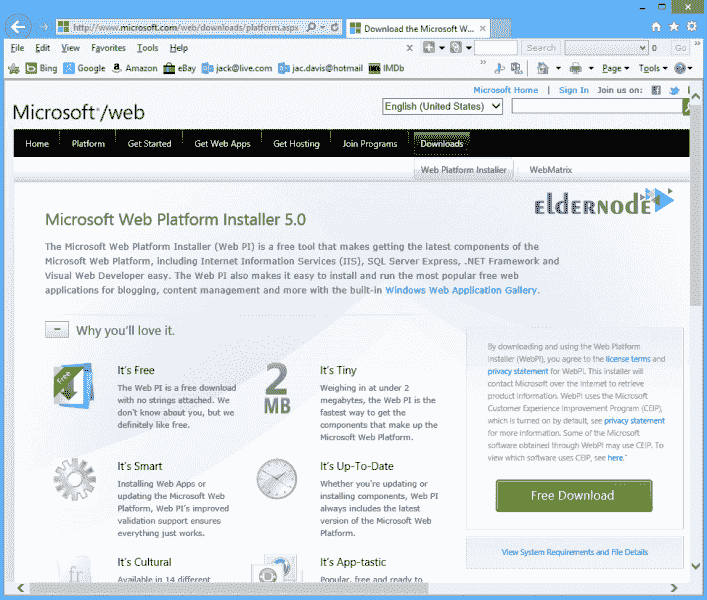 http://www.microsoft.com/web/downloads/platform.aspx
Download the Microsoft W...
File Edit View Favorites Tools Help
Search
0
Go
Bing Google Amazon eBay jack@live.com jac.davis@hotmail IMDb
Page Tools
Microsoft Home | Sign In Join us on:
Microsoft®/web
English (United States)
Home Platform Get Started Get Web Apps Get Hosting Join Programs Downloads
Web Platform Installer WebMatrix
ELDERNODE
Microsoft Web Platform Installer 5.0
The Microsoft Web Platform Installer (Web PI) is a free tool that makes getting the latest components of the
Microsoft Web Platform, including Internet Information Services (IIS), SQL Server Express, .NET Framework and
Visual Web Developer easy. The Web PI also makes it easy to install and run the most popular free web
applications for blogging, content management and more with the built-in Windows Web Application Gallery.
Why you'll love it.
Free
It's Free
The Web PI is a free download
with no strings attached. We
don't know about you, but we
definitely like free.
2
MB
It's Tiny
Weighing in at under 2
megabytes, the Web PI is the
fastest way to get the
components that make up the
Microsoft Web Platform.
It's Smart
Installing Web Apps or
updating the Microsoft Web
Platform, Web PI's improved
validation support ensures
everything just works.
It's Up-To-Date
Whether you're updating or
installing components, Web PI
always includes the latest
version of the Microsoft Web
Platform.
fr
It's Cultural
Available in 14 different
It's App-tastic
Popular, free and ready to
By downloading and using the Web Platform
Installer (WebPI), you agree to the license terms and
privacy statement for WebPI. This installer will
contact Microsoft over the Internet to retrieve
product information. WebPI uses the Microsoft
Customer Experience Improvement Program (CEIP),
which is turned on by default, see privacy statement
for more information. Some of the Microsoft
software obtained through WebPI may use CEIP. To
view which software uses CEIP, see here."
Free Download
View System Requirements and File Details